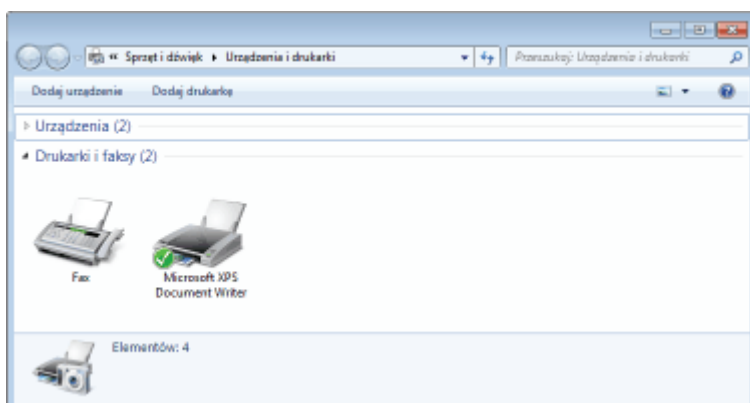 « Sprzęt i dźwięk ▸ Urządzenia i drukarki
Przeszukaj: Urządzenia i drukarki
Dodaj urządzenie Dodaj drukarkę
Urządzenia (2)
Drukarki i faksy (2)
Fax
Microsoft XPS
Document Writer
Elementów: 4